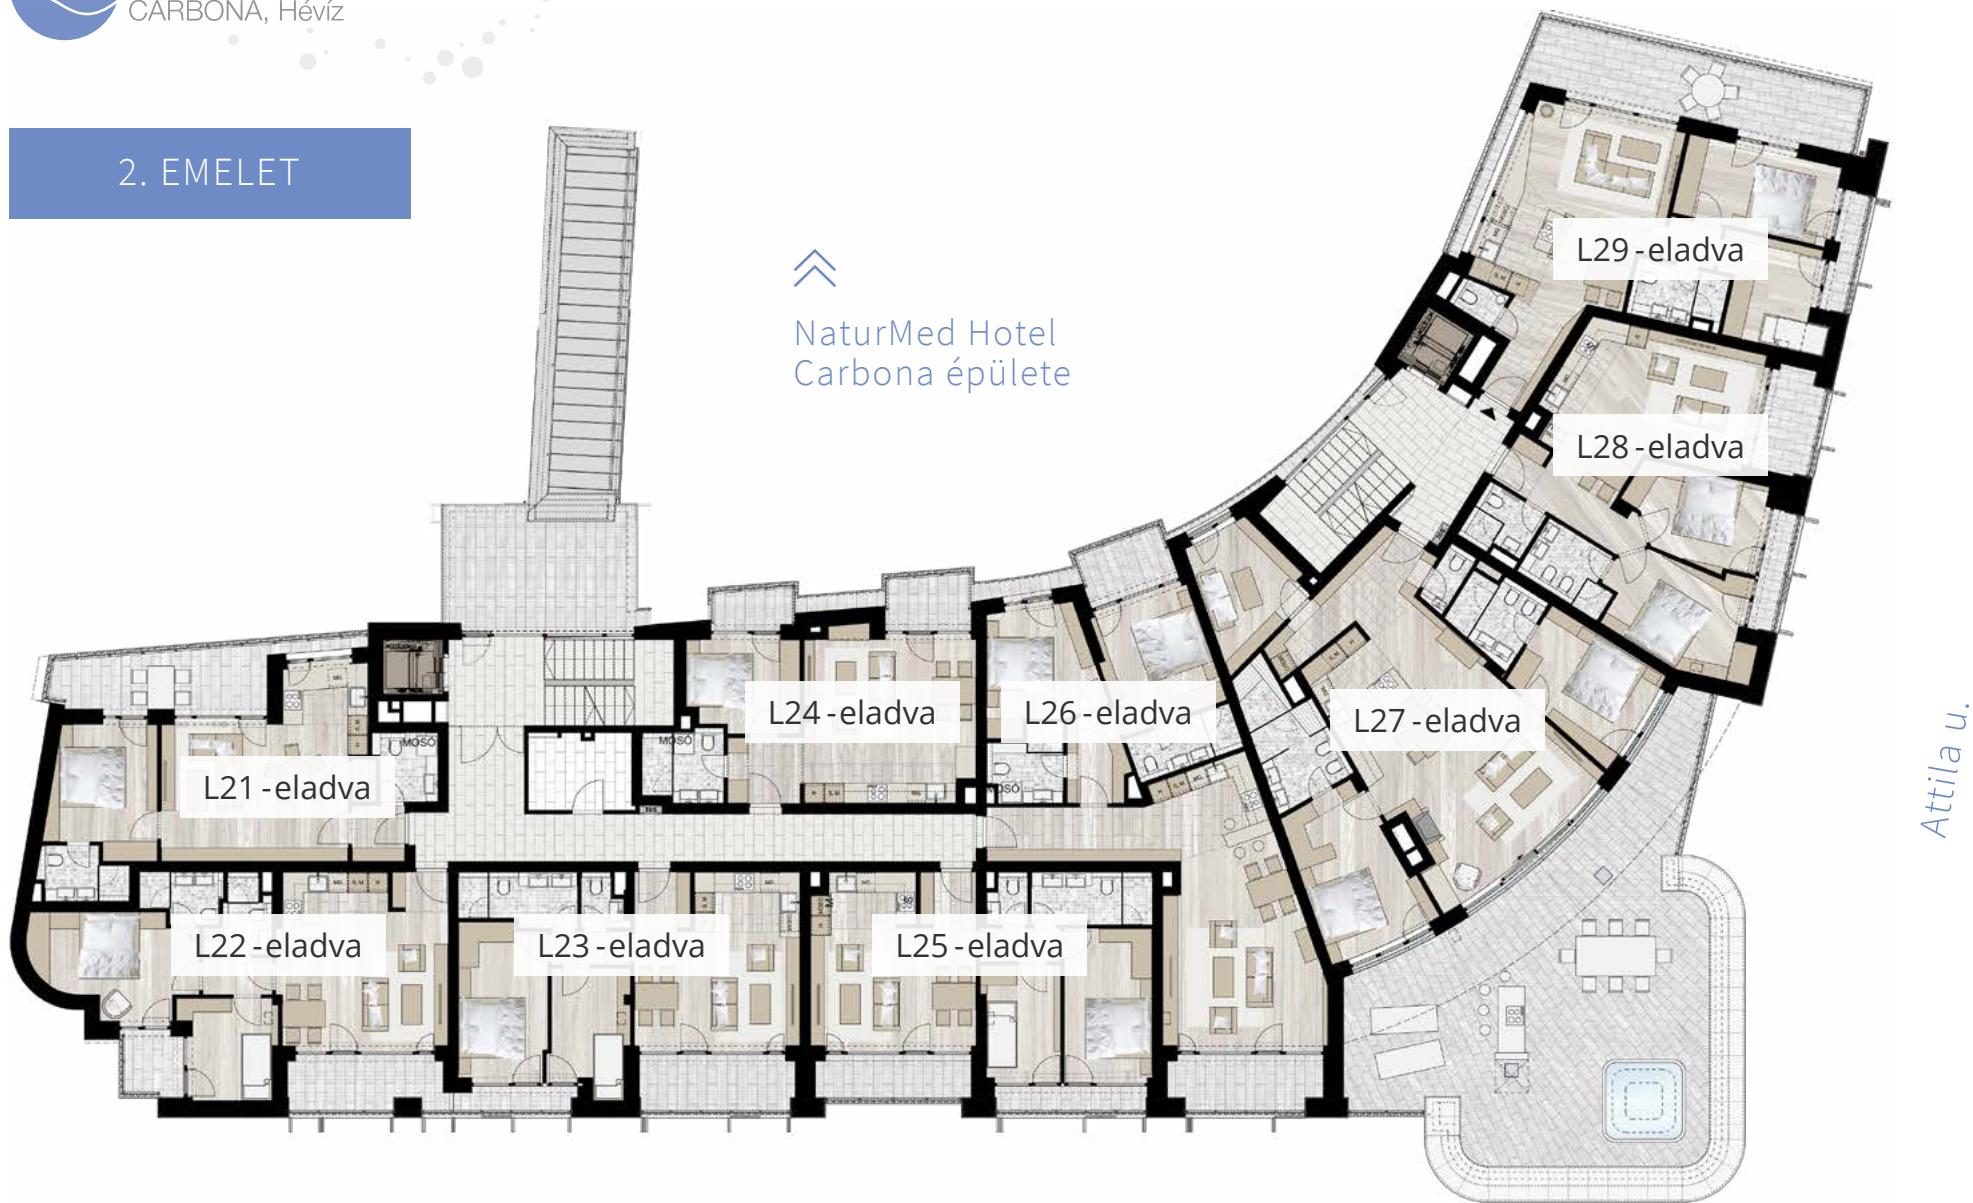 CARBONA, Hévíz
2. EMELET
NaturMed Hotel
Carbona épülete
L29 -eladva
L28 -eladva
L24 -eladva
L26 -eladva
L27 -eladva
Attila u.
MOSÓ
MOSÓ
MOSÓ
L21 -eladva
L22 -eladva
L23 -eladva
L25 -eladva